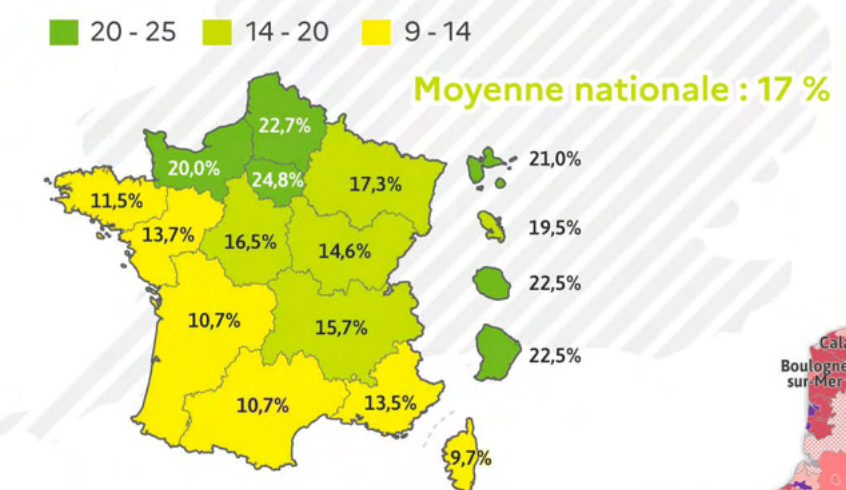 20 - 25
14 - 20
9 - 14
Moyenne nationale : 17 %
22,7%
20,0%
24,8%
17,3%
11,5%
13,7%
16,5%
14,6%
10,7%
15,7%
10,7%
13,5%
9,7%
21,0%
19,5%
22,5%
22,5%
Boulogne
sur-Mer